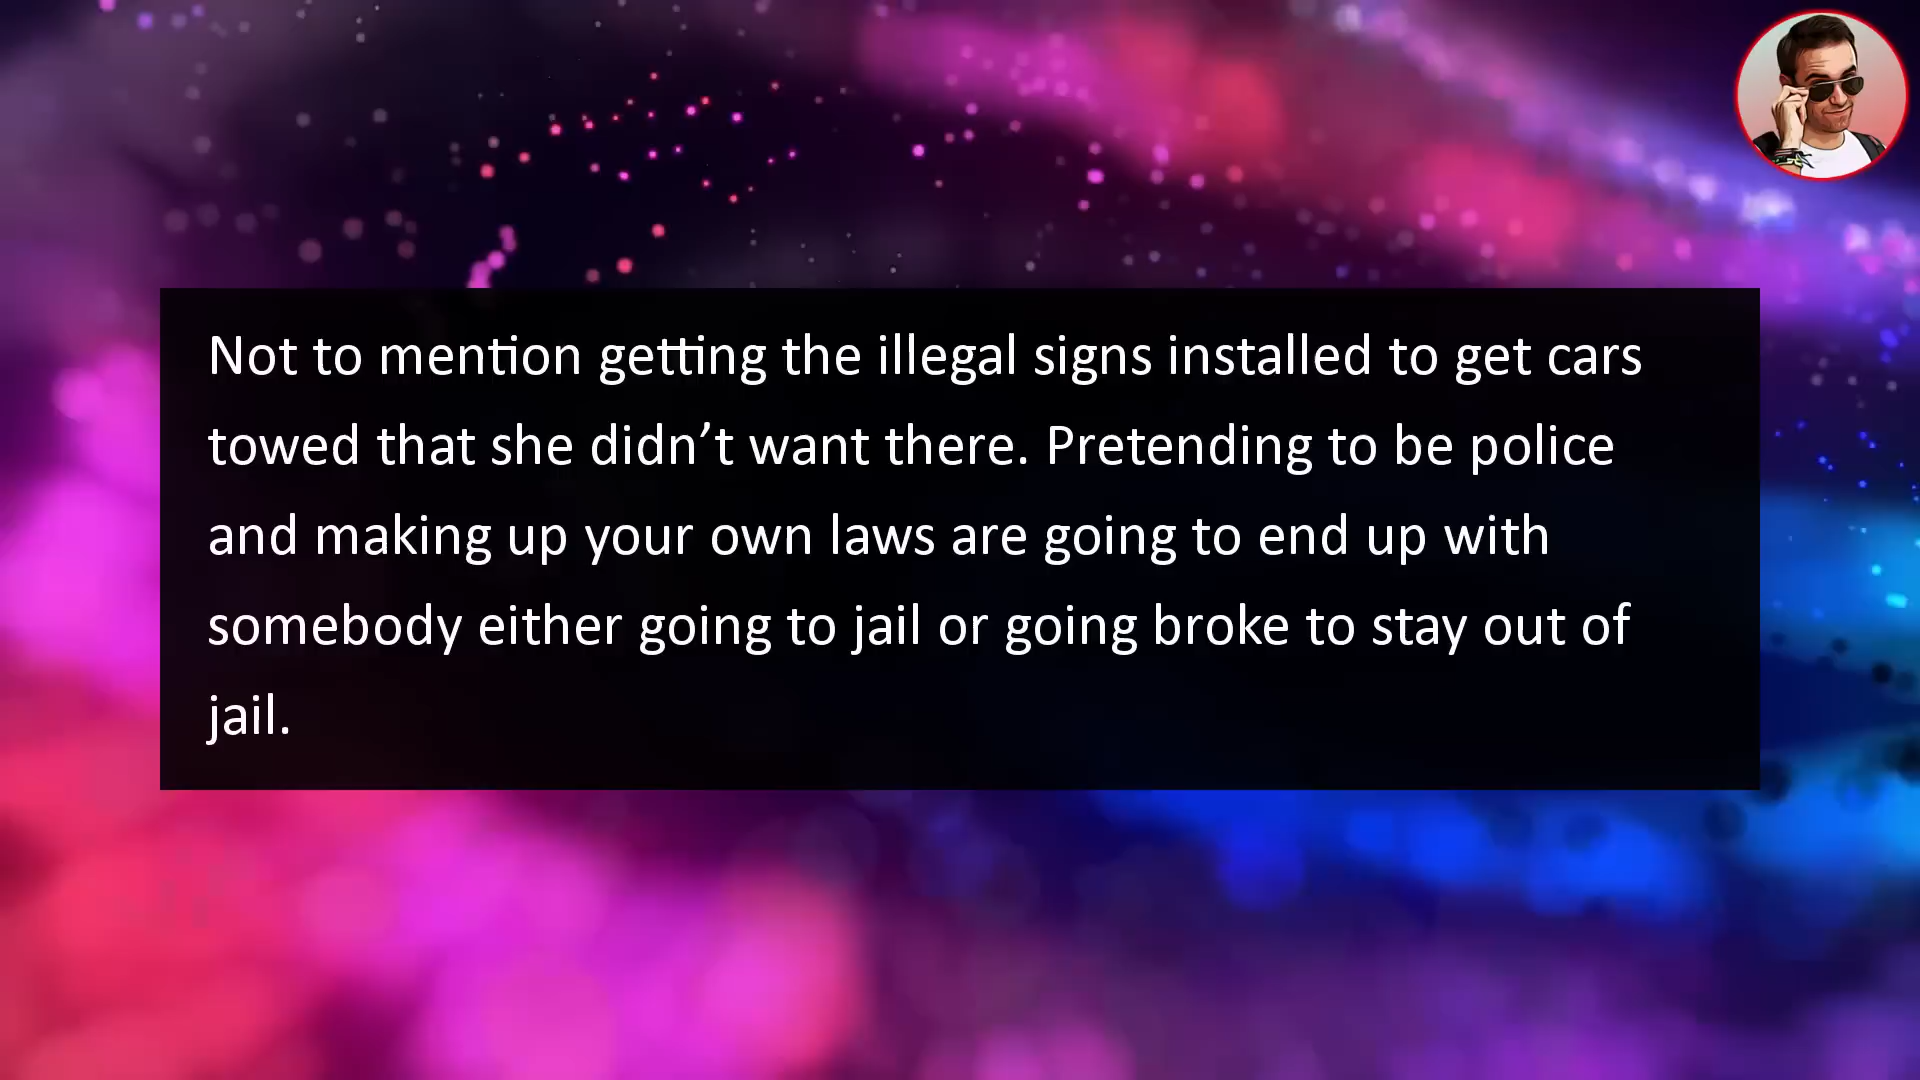 Not to mention getting the illegal signs installed to get cars
towed that she didn’t want there. Pretending to be police
and making up your own laws are going to end up with
somebody either going to jail or going broke to stay out of
jail.